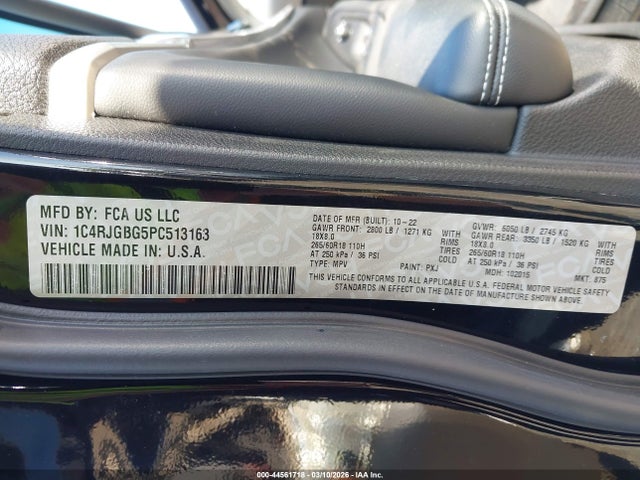 MFD BY: FCA US LLC
VIN: 1C4RJGBG5PC513163
VEHICLE MADE IN: U.S.A.
DATE OF MFR (BUILT): 10-22 GVWR: 6050 LB / 2745 KG
GAWR FRONT: 2800 LB / 1271 KG RIMS GAWR REAR: 3350 LB / 1520 KG RIMS
18X8.0 TIRES 18X8.0 TIRES
265/60R18 110H COLD 265/60R18 110H COLD
AT 250 kPa / 36 PSI AT 250 kPa / 36 PSI
TYPE: MPV PAINT: PXJ MDH: 102015 MKT: 875
THIS VEHICLE CONFORMS TO ALL APPLICABLE U.S.A. FEDERAL MOTOR VEHICLE SAFETY
STANDARDS IN EFFECT ON THE DATE OF MANUFACTURE SHOWN ABOVE.
000-44561718 - 03/10/2026 - COPART, INC.